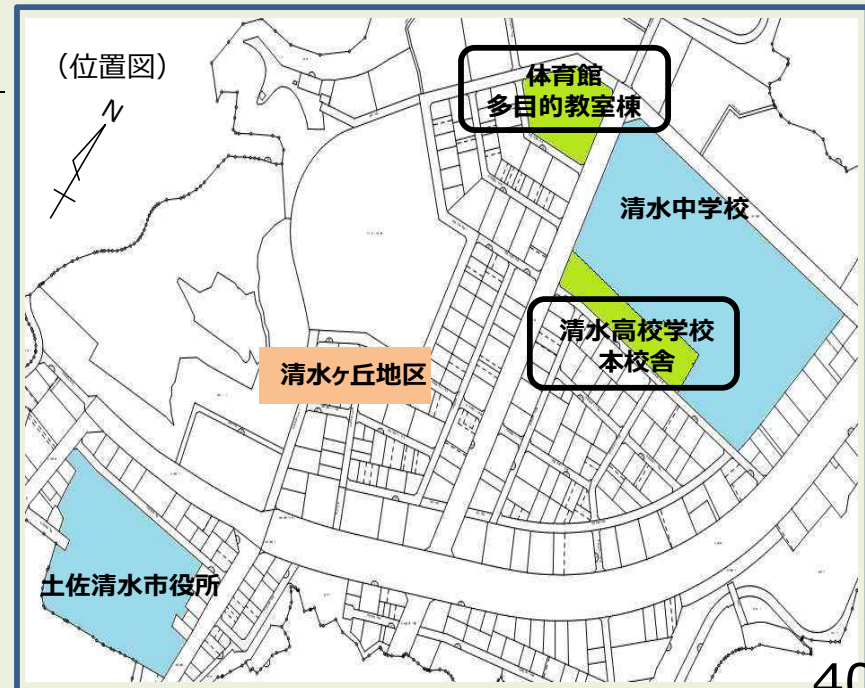 （位置図）
N
体育館
多目的教室棟
清水中学校
清水高校学校
本校舎
清水ヶ丘地区
土佐清水市役所
40